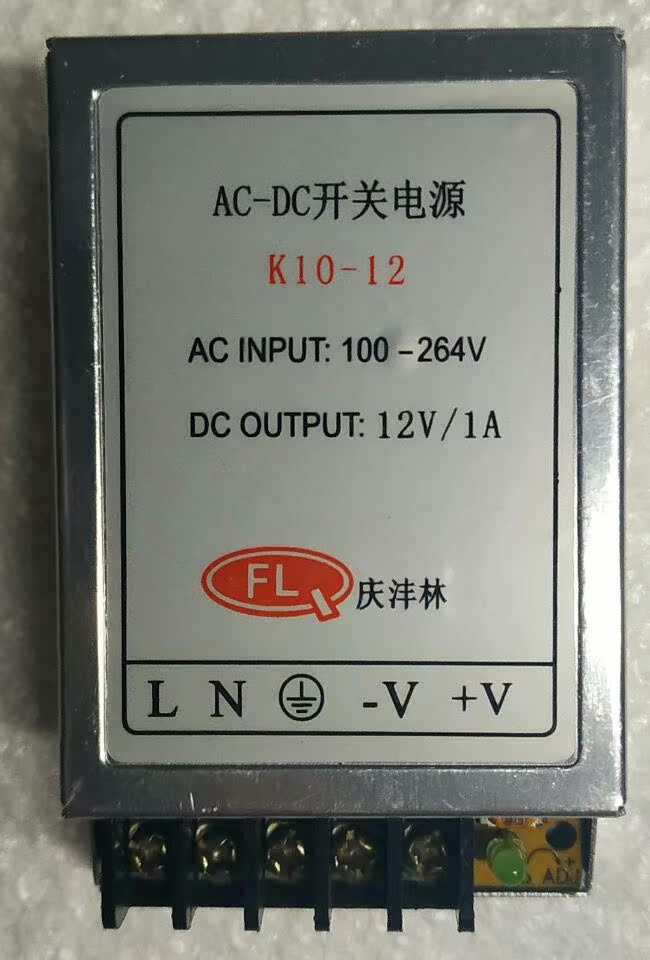 AC-DC开关电源
K10-12
AC INPUT: 100-264V
DC OUTPUT: 12V/1A
FL 庆沣林
L N -V +V
+
ADJ